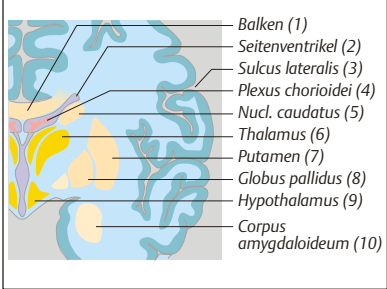 Balken (1)
Seitenventrikel (2)
Sulcus lateralis (3)
Plexus chorioidei (4)
Nucl. caudatus (5)
Thalamus (6)
Putamen (7)
Globus pallidus (8)
Hypothalamus (9)
Corpus
amygdaloideum (10)